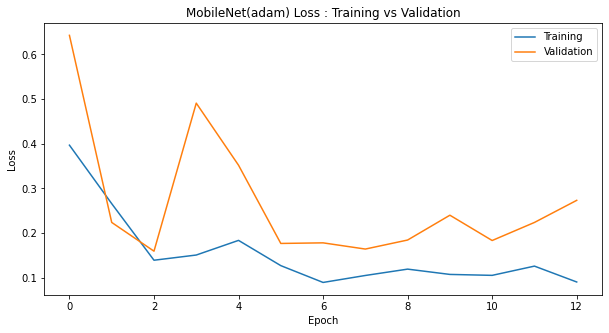 MobileNet(adam) Loss : Training vs Validation
Training
Validation
Loss
0.6
0.5
0.4
0.3
0.2
0.1
0 2 4 6 8 10 12
Epoch